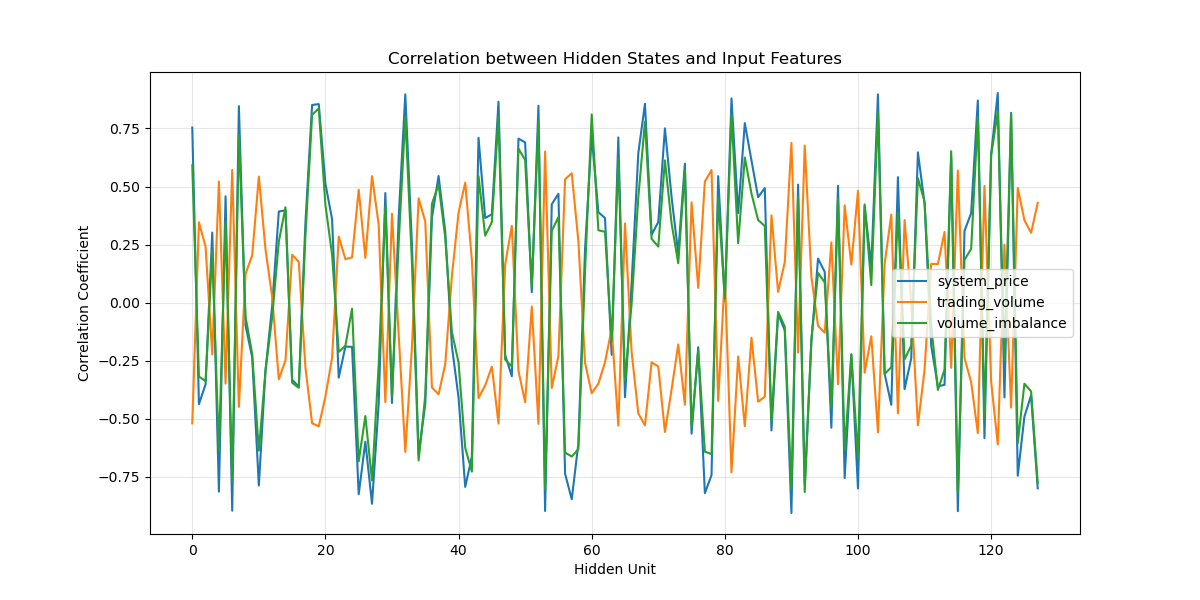 Correlation between Hidden States and Input Features
Correlation Coefficient
0.75
0.50
0.25
0.00
−0.25
−0.50
−0.75
system_price
trading_volume
volume_imbalance
0 20 40 60 80 100 120
Hidden Unit